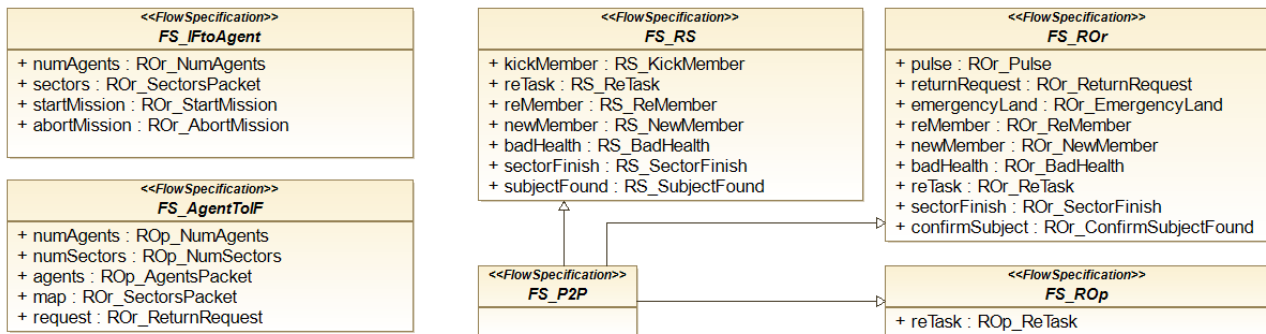 <<FlowSpecification>>
FS_IFtoAgent
+ numAgents : ROr_NumAgents
+ sectors : ROr_SectorsPacket
+ startMission : ROr_StartMission
+ abortMission : ROr_AbortMission
<<FlowSpecification>>
FS_AgentToIF
+ numAgents : ROp_NumAgents
+ numSectors : ROp_NumSectors
+ agents : ROp_AgentsPacket
+ map : ROr_SectorsPacket
+ request : ROr_ReturnRequest
<<FlowSpecification>>
FS_RS
+ kickMember : RS_KickMember
+ reTask : RS_ReTask
+ reMember : RS_ReMember
+ newMember : RS_NewMember
+ badHealth : RS_BadHealth
+ sectorFinish : RS_SectorFinish
+ subjectFound : RS_SubjectFound
<<FlowSpecification>>
FS_ROr
+ pulse : ROr_Pulse
+ returnRequest : ROr_ReturnRequest
+ emergencyLand : ROr_EmergencyLand
+ reMember : ROr_ReMember
+ newMember : ROr_NewMember
+ badHealth : ROr_BadHealth
+ reTask : ROr_ReTask
+ sectorFinish : ROr_SectorFinish
+ confirmSubject : ROr_ConfirmSubjectFound
<<FlowSpecification>>
FS_P2P
<<FlowSpecification>>
FS_ROp
+ reTask : ROp_ReTask